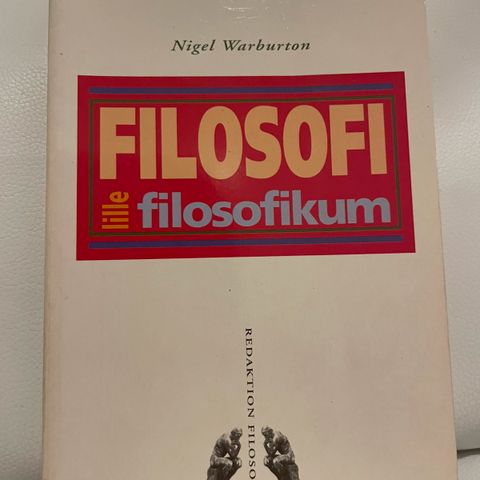 Nigel Warburton
FILOSOFI
lille filosofikum
REDAKTION FILOSO